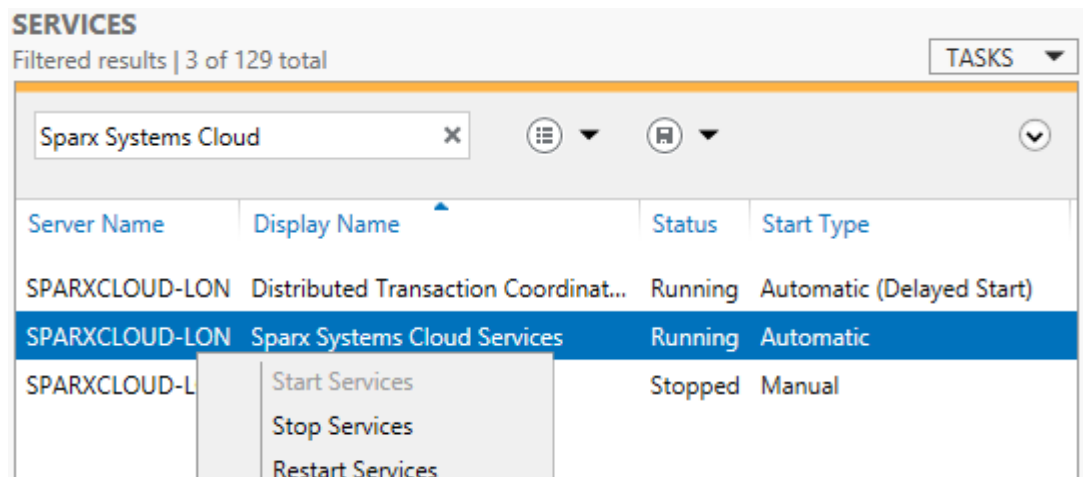 SERVICES
Filtered results | 3 of 129 total
TASKS
Sparx Systems Cloud
Server Name Display Name Status Start Type
SPARXCLOUD-LON Distributed Transaction Coordinat... Running Automatic (Delayed Start)
SPARXCLOUD-LON Sparx Systems Cloud Services Running Automatic
SPARXCLOUD-L Stopped Manual
Start Services
Stop Services
Restart Services